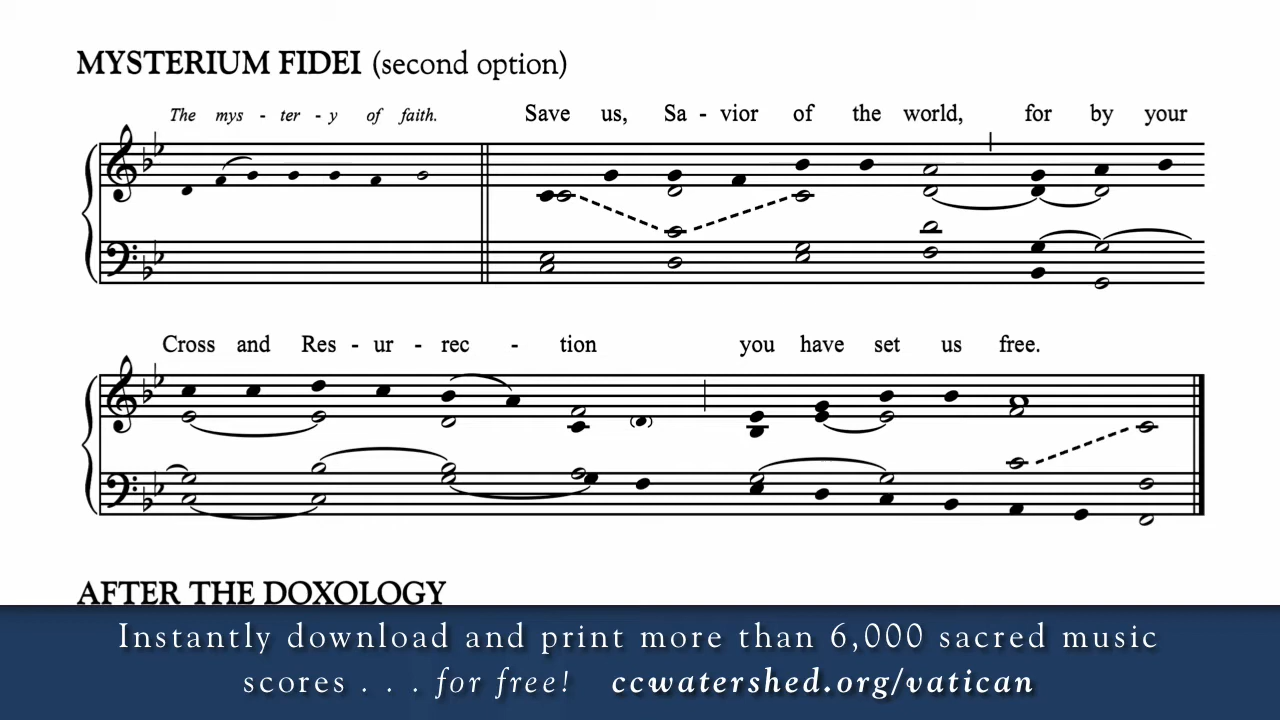 MYSTERIUM FIDEI (second option)
The mys - ter - y of faith. Save us, Sa - vior of the world, for by your
Cross and Res - ur - rec - tion you have set us free.
AFTER THE DOXOLOGY
Instantly download and print more than 6,000 sacred music
scores . . . for free! ccwatershed.org/vatican